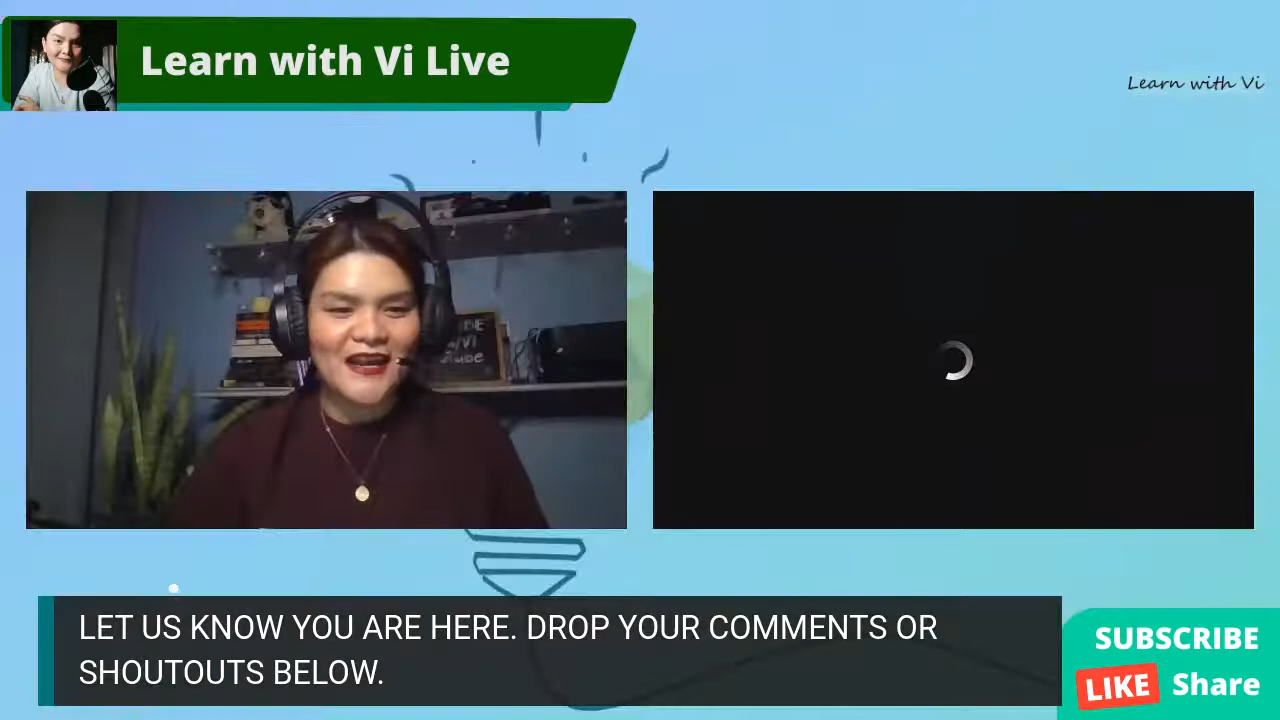 Learn with Vi Live
Learn with Vi
LET US KNOW YOU ARE HERE. DROP YOUR COMMENTS OR
SHOUTOUTS BELOW.
SUBSCRIBE
LIKE Share